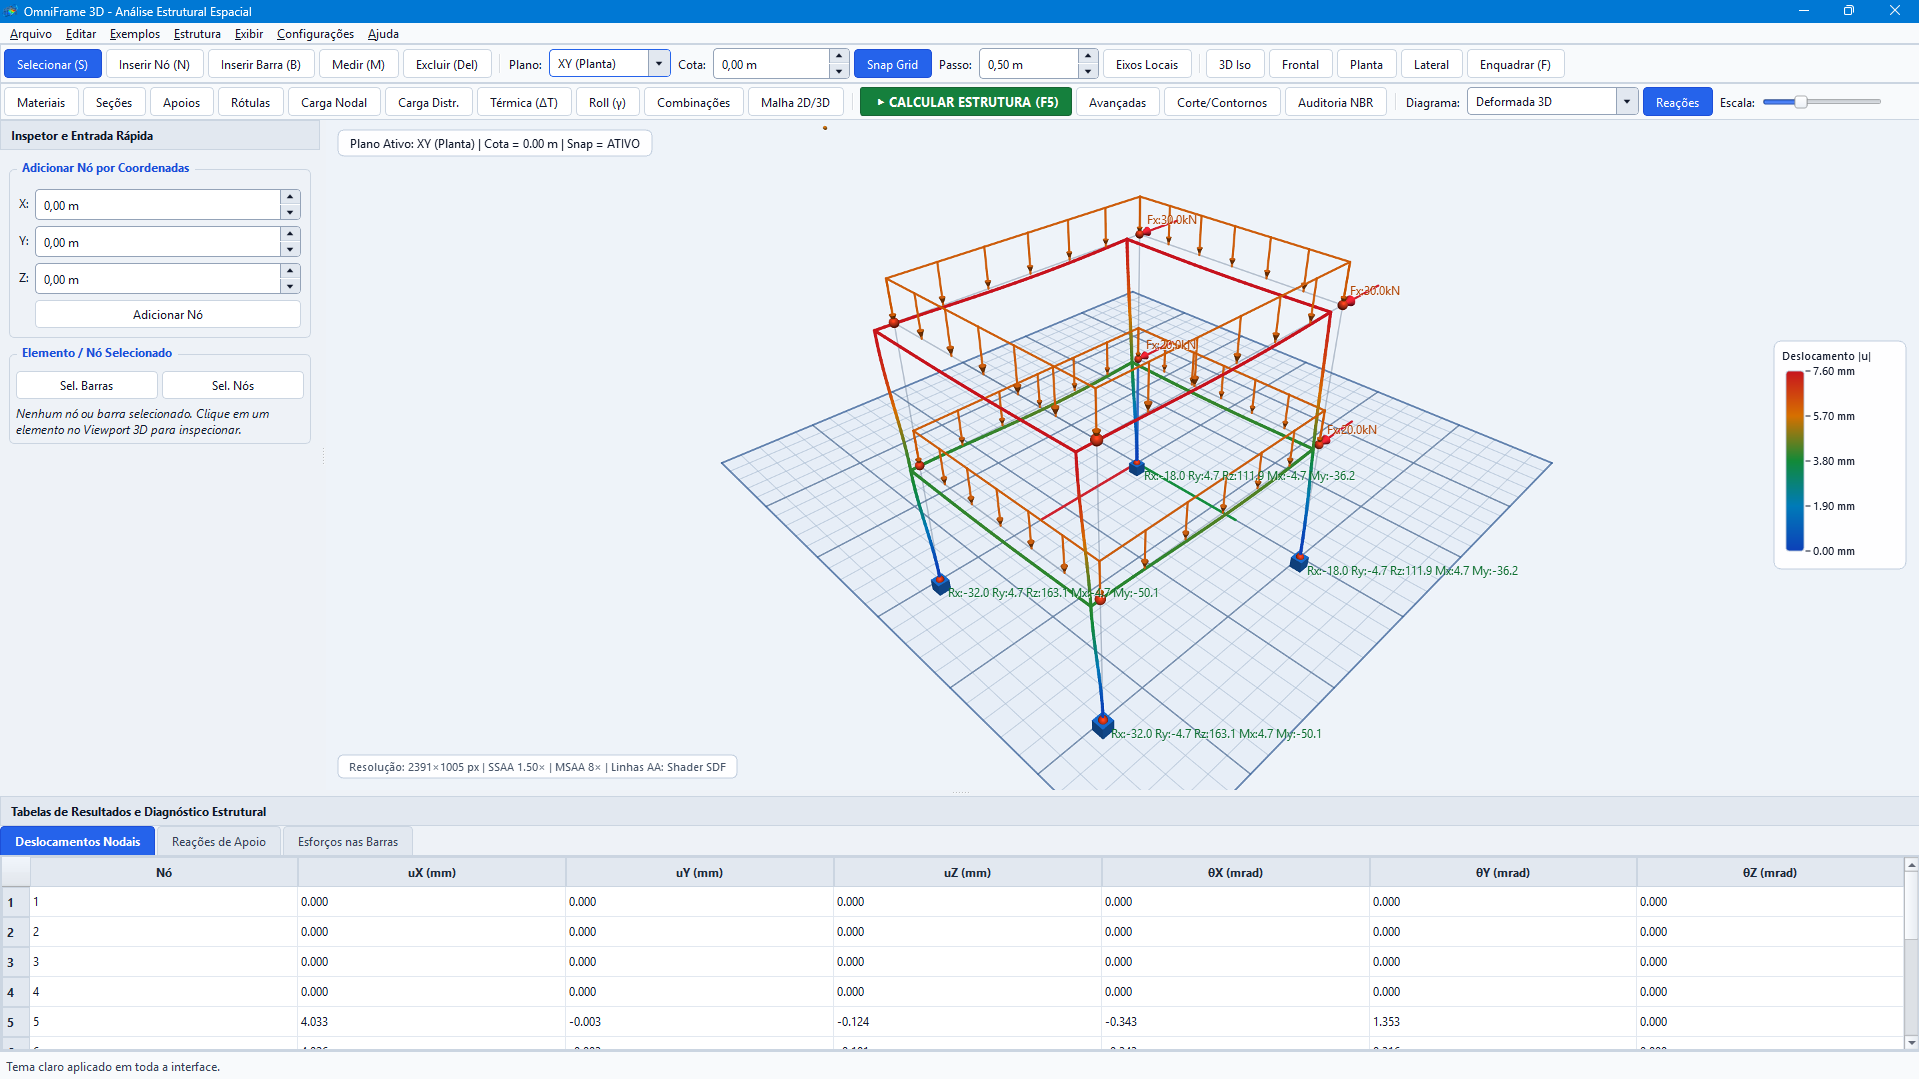 OmniFrame 3D - Análise Estrutural Espacial
Arquivo Editar Exemplos Estrutura Exibir Configurações Ajuda
Selecionar (S) Inserir Nó (N) Inserir Barra (B) Medir (M) Excluir (Del) Plano: XY (Planta) Cota: 0,00 m Snap Grid Passo: 0,50 m Eixos Locais 3D Iso Frontal Planta Lateral Enquadrar (F)
Materiais Seções Apoios Rótulas Carga Nodal Carga Distr. Térmica (ΔT) Roll (γ) Combinações Malha 2D/3D CALCULAR ESTRUTURA (F5) Avançadas Corte/Contornos Auditoria NBR Diagrama: Deformada 3D Reações Escala:
Inspetor e Entrada Rápida
Adicionar Nó por Coordenadas
X: 0,00 m
Y: 0,00 m
Z: 0,00 m
Adicionar Nó
Elemento / Nó Selecionado
Sel. Barras Sel. Nós
Nenhum nó ou barra selecionado. Clique em um
elemento no Viewport 3D para inspecionar.
Plano Ativo: XY (Planta) | Cota = 0.00 m | Snap = ATIVO
Fx:30.0kN
Fx:30.0kN
Fx:20.0kN
Fx:20.0kN
Rx:-18.0 Ry:4.7 Rz:111.9 Mx:-4.7 My:-36.2
Rx:-18.0 Ry:-4.7 Rz:111.9 Mx:4.7 My:-36.2
Rx:-32.0 Ry:4.7 Rz:163.1 Mx:-4.7 My:-50.1
Rx:-32.0 Ry:-4.7 Rz:163.1 Mx:4.7 My:-50.1
Deslocamento |u|
7.60 mm
5.70 mm
3.80 mm
1.90 mm
0.00 mm
Resolução: 2391×1005 px | SSAA 1.50× | MSAA 8× | Linhas AA: Shader SDF
Tabelas de Resultados e Diagnóstico Estrutural
Deslocamentos Nodais Reações de Apoio Esforços nas Barras
Nó uX (mm) uY (mm) uZ (mm) θX (mrad) θY (mrad) θZ (mrad)
1 1 0.000 0.000 0.000 0.000 0.000 0.000
2 2 0.000 0.000 0.000 0.000 0.000 0.000
3 3 0.000 0.000 0.000 0.000 0.000 0.000
4 4 0.000 0.000 0.000 0.000 0.000 0.000
5 5 4.033 -0.003 -0.124 -0.343 1.353 0.000
Tema claro aplicado em toda a interface.